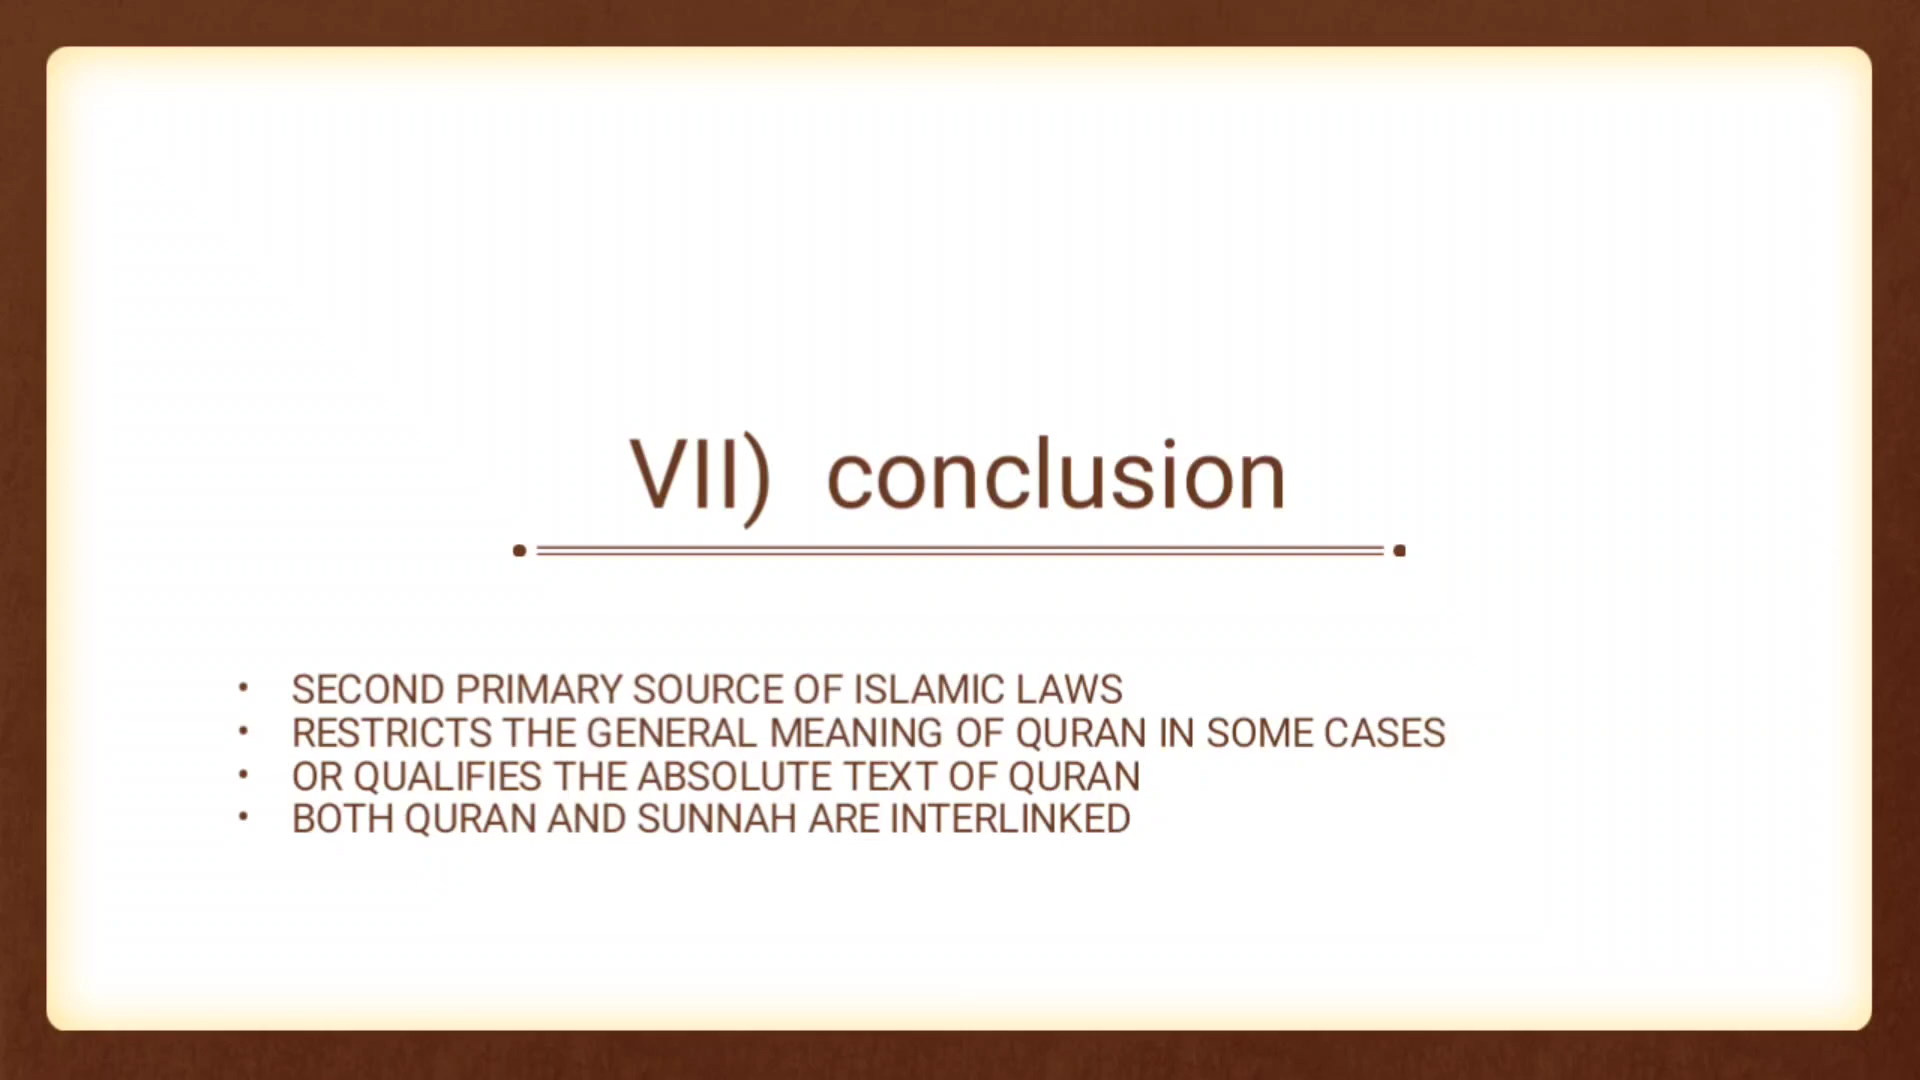 VII) conclusion
• SECOND PRIMARY SOURCE OF ISLAMIC LAWS
• RESTRICTS THE GENERAL MEANING OF QURAN IN SOME CASES
• OR QUALIFIES THE ABSOLUTE TEXT OF QURAN
• BOTH QURAN AND SUNNAH ARE INTERLINKED